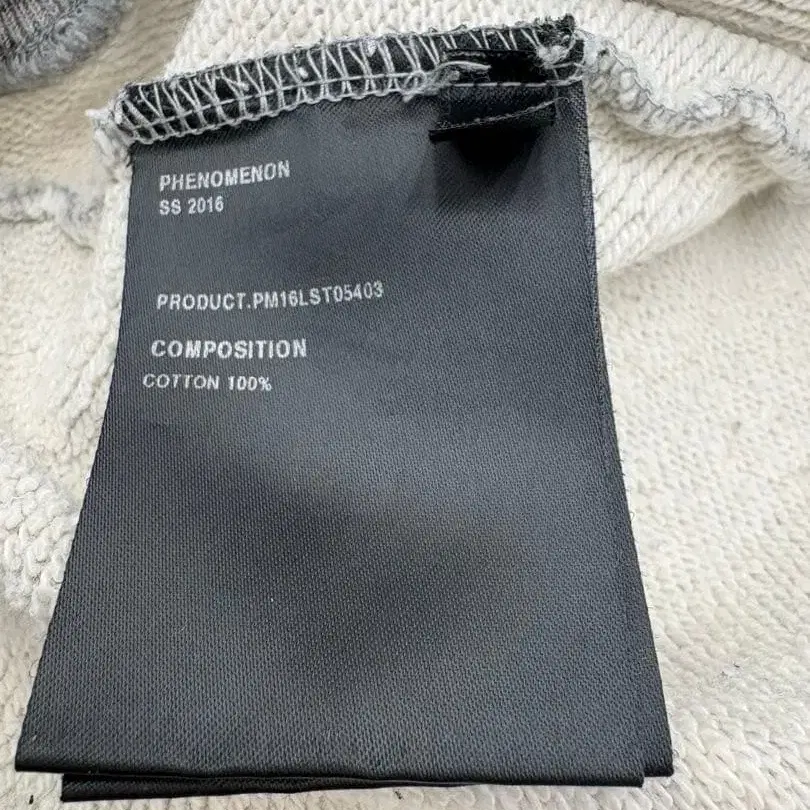 PHENOMENON
SS 2016
PRODUCT.PM16LST05403
COMPOSITION
COTTON 100%